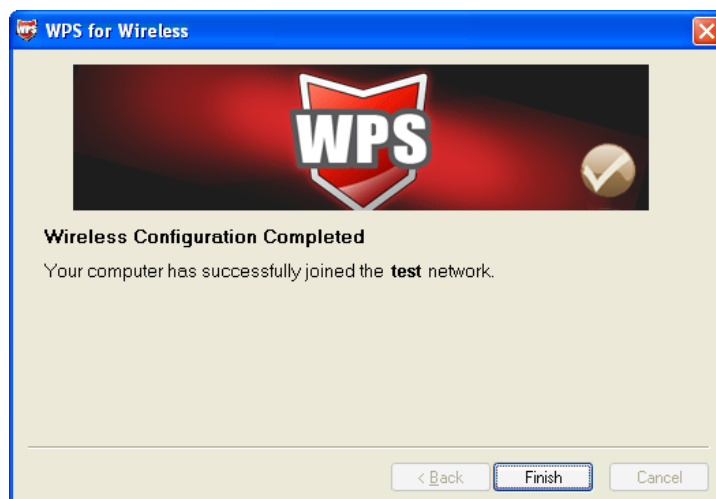 WPS for Wireless
WPS
Wireless Configuration Completed
Your computer has successfully joined the test network.
< Back Finish Cancel